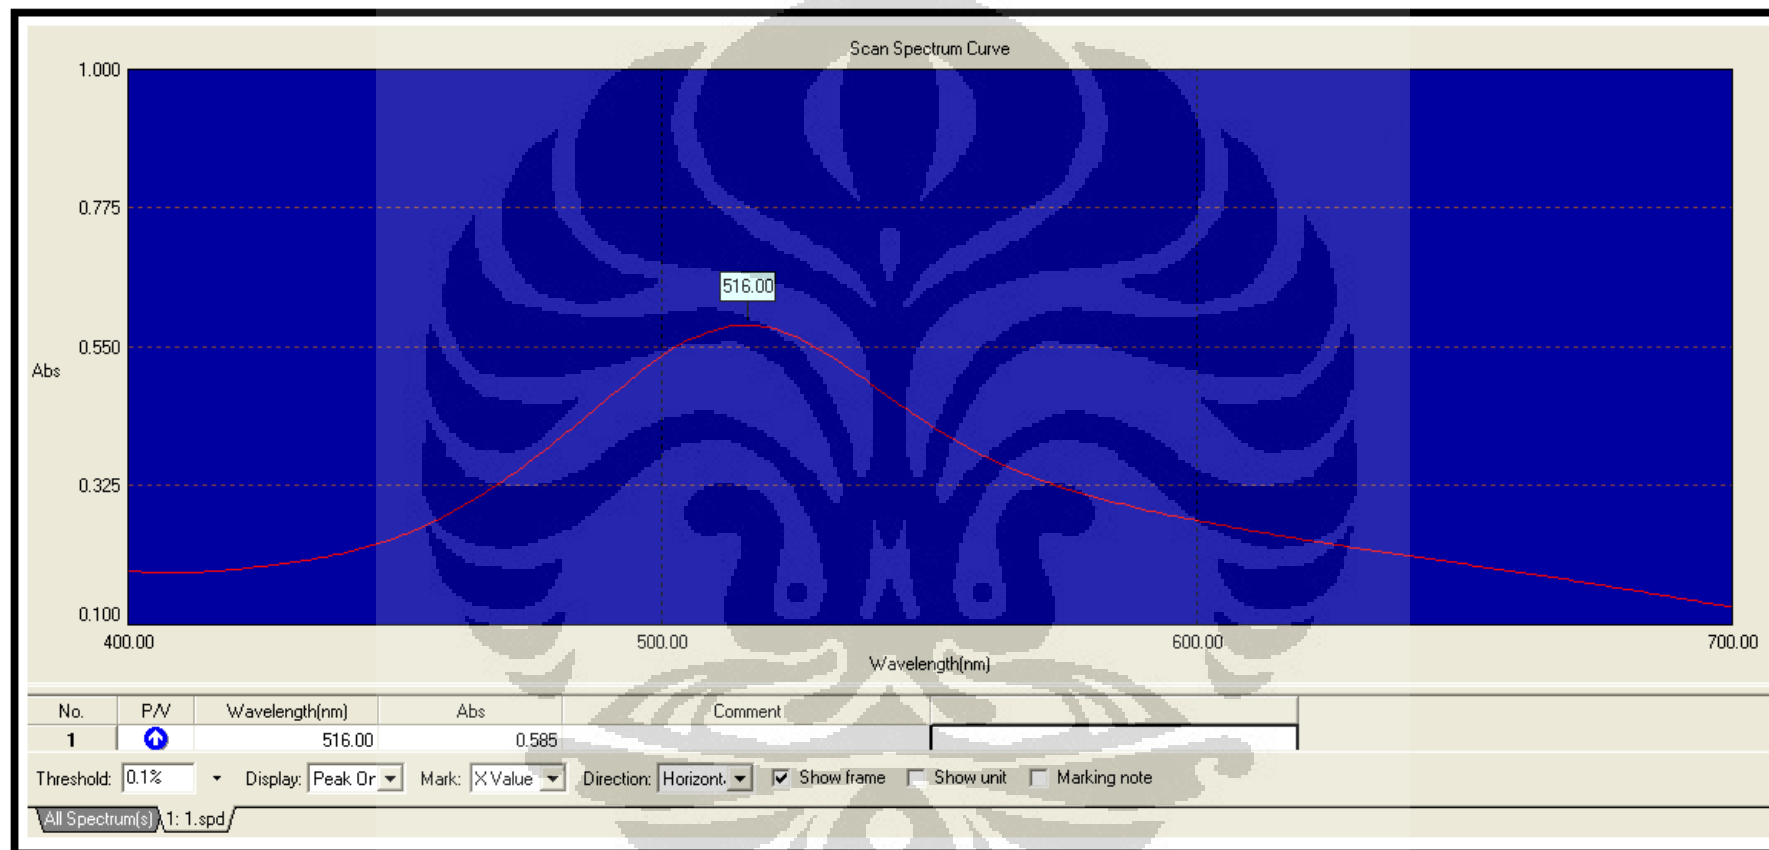 Scan Spectrum Curve
1.000
0.775
516.00
0.550
Abs
0.325
0.100
400.00 500.00 600.00 700.00
Wavelength(nm)
No. P/V Wavelength(nm) Abs Comment
1 516.00 0.585
Threshold: 0.1% Display: Peak Or Mark: X Value Direction: Horizont. Show frame Show unit Marking note
All Spectrum(s) 1: 1.spd